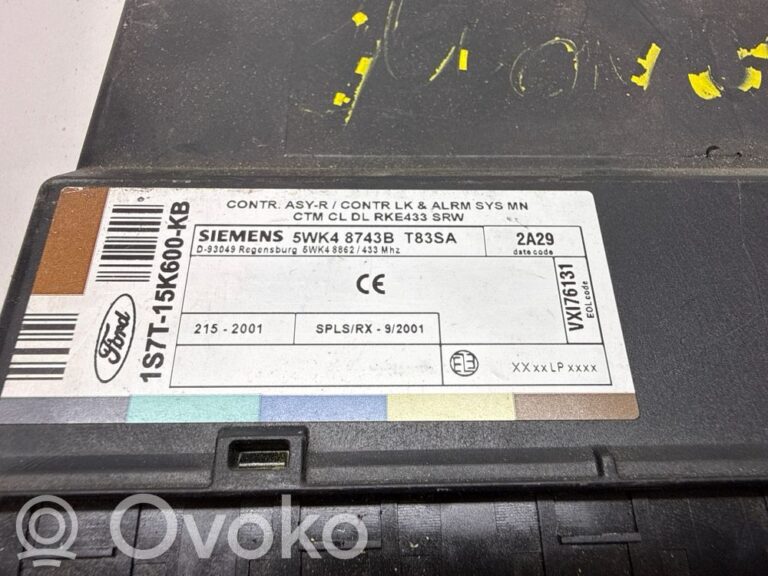 CONTR. ASY-R / CONTR LK & ALRM SYS MN
CTM CL DL RKE433 SRW
SIEMENS 5WK4 8743B T83SA
D-93049 Regensburg 5WK4 8862 / 433 Mhz
2A29
date code
CE
VXI76131
EOL code
215 - 2001
SPLS/RX - 9/2001
XXxxLPxxxx
Ford
1S7T-15K600-KB
Ovoko